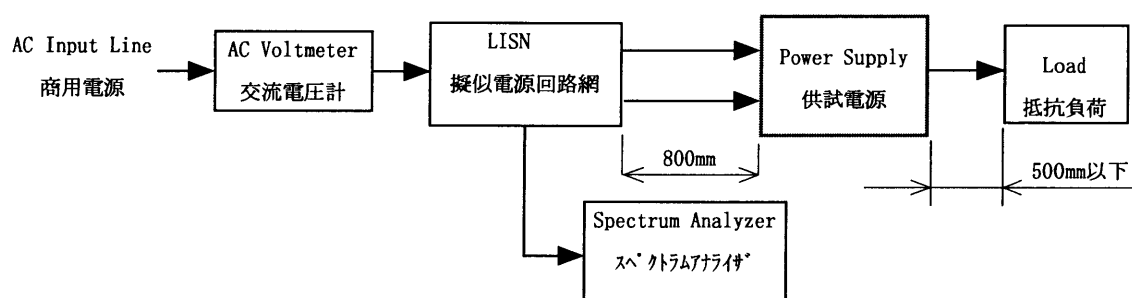 AC Input Line
商用電源
AC Voltmeter
交流電圧計
LISN
擬似電源回路網
Power Supply
供試電源
Load
抵抗負荷
800mm
500mm以下
Spectrum Analyzer
ｽﾍﾟｸﾄﾗﾑｱﾅﾗｲｻﾞ